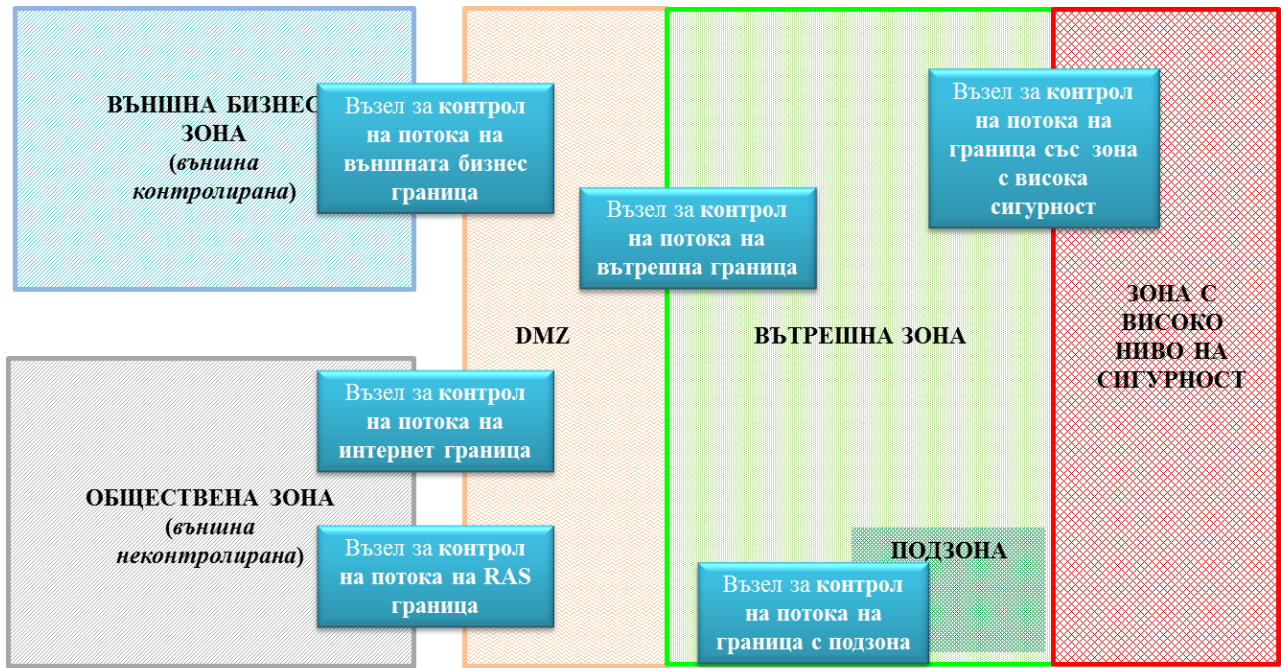 ВЪНШНА БИЗНЕС
ЗОНА
(външна
контролирана)
Възел за контрол
на потока на
външната бизнес
граница
Възел за контрол
на потока на
граница със зона
с висока
сигурност
Възел за контрол
на потока на
вътрешна граница
DMZ
ВЪТРЕШНА ЗОНА
ЗОНА С
ВИСОКО
НИВО НА
СИГУРНОСТ
Възел за контрол
на потока на
интернет граница
ОБЩЕСТВЕНА ЗОНА
(външна
неконтролирана)
Възел за контрол
на потока на RAS
граница
ПОДЗОНА
Възел за контрол
на потока на
граница с подзона